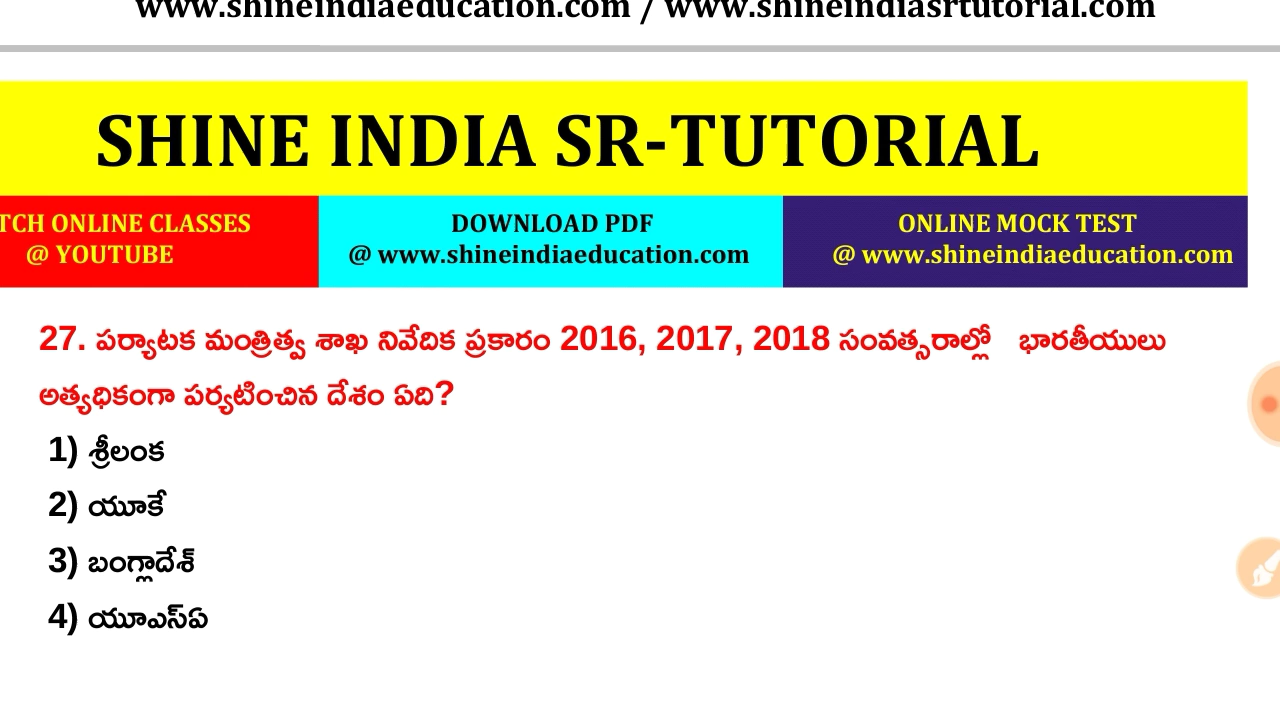 www.shineindiaeducation.com / www.shineindiasrtutorial.com
SHINE INDIA SR-TUTORIAL
TCH ONLINE CLASSES
@ YOUTUBE
DOWNLOAD PDF
@ www.shineindiaeducation.com
ONLINE MOCK TEST
@ www.shineindiaeducation.com
27. పర్యాటక మంత్రిత్వ శాఖ నివేదిక ప్రకారం 2016, 2017, 2018 సంవత్సరాల్లో భారతీయులు
అత్యధికంగా పర్యటించిన దేశం ఏది?
1) శ్రీలంక
2) యూకే
3) బంగ్లాదేశ్
4) యూఎస్ఏ